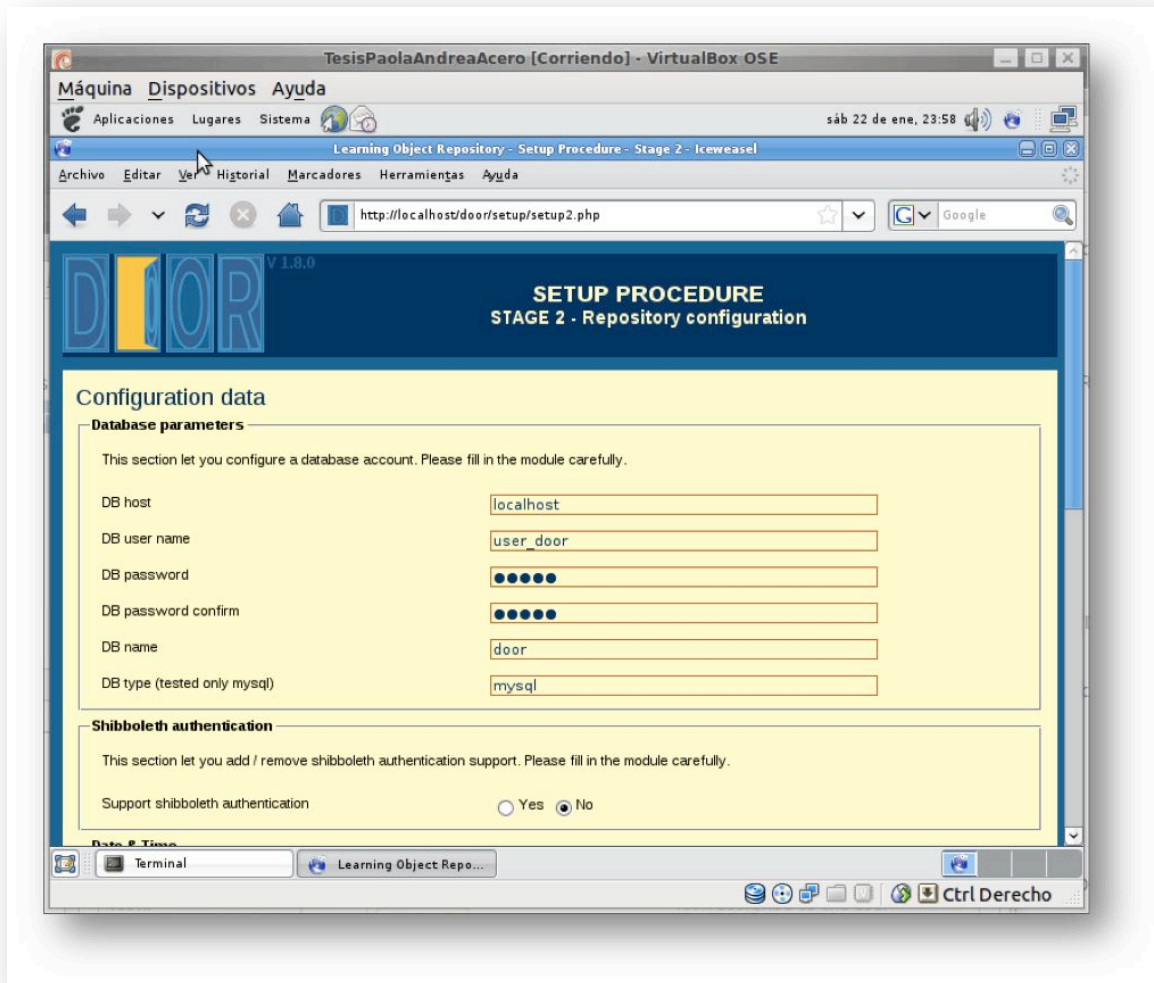 TesisPaolaAndreaAcero [Corriendo] - VirtualBox OSE
Máquina Dispositivos Ayuda
Aplicaciones Lugares Sistema sáb 22 de ene, 23:58
Learning Object Repository - Setup Procedure - Stage 2 - Iceweasel
Archivo Editar Ver Historial Marcadores Herramientas Ayuda
http://localhost/door/setup/setup2.php Google
DOOR V 1.8.0
SETUP PROCEDURE
STAGE 2 - Repository configuration
Configuration data
Database parameters
This section let you configure a database account. Please fill in the module carefully.
DB host localhost
DB user name user_door
DB password ●●●●●
DB password confirm ●●●●●
DB name door
DB type (tested only mysql) mysql
Shibboleth authentication
This section let you add / remove shibboleth authentication support. Please fill in the module carefully.
Support shibboleth authentication Yes No
Date & Time
Terminal Learning Object Repo...
Ctrl Derecho